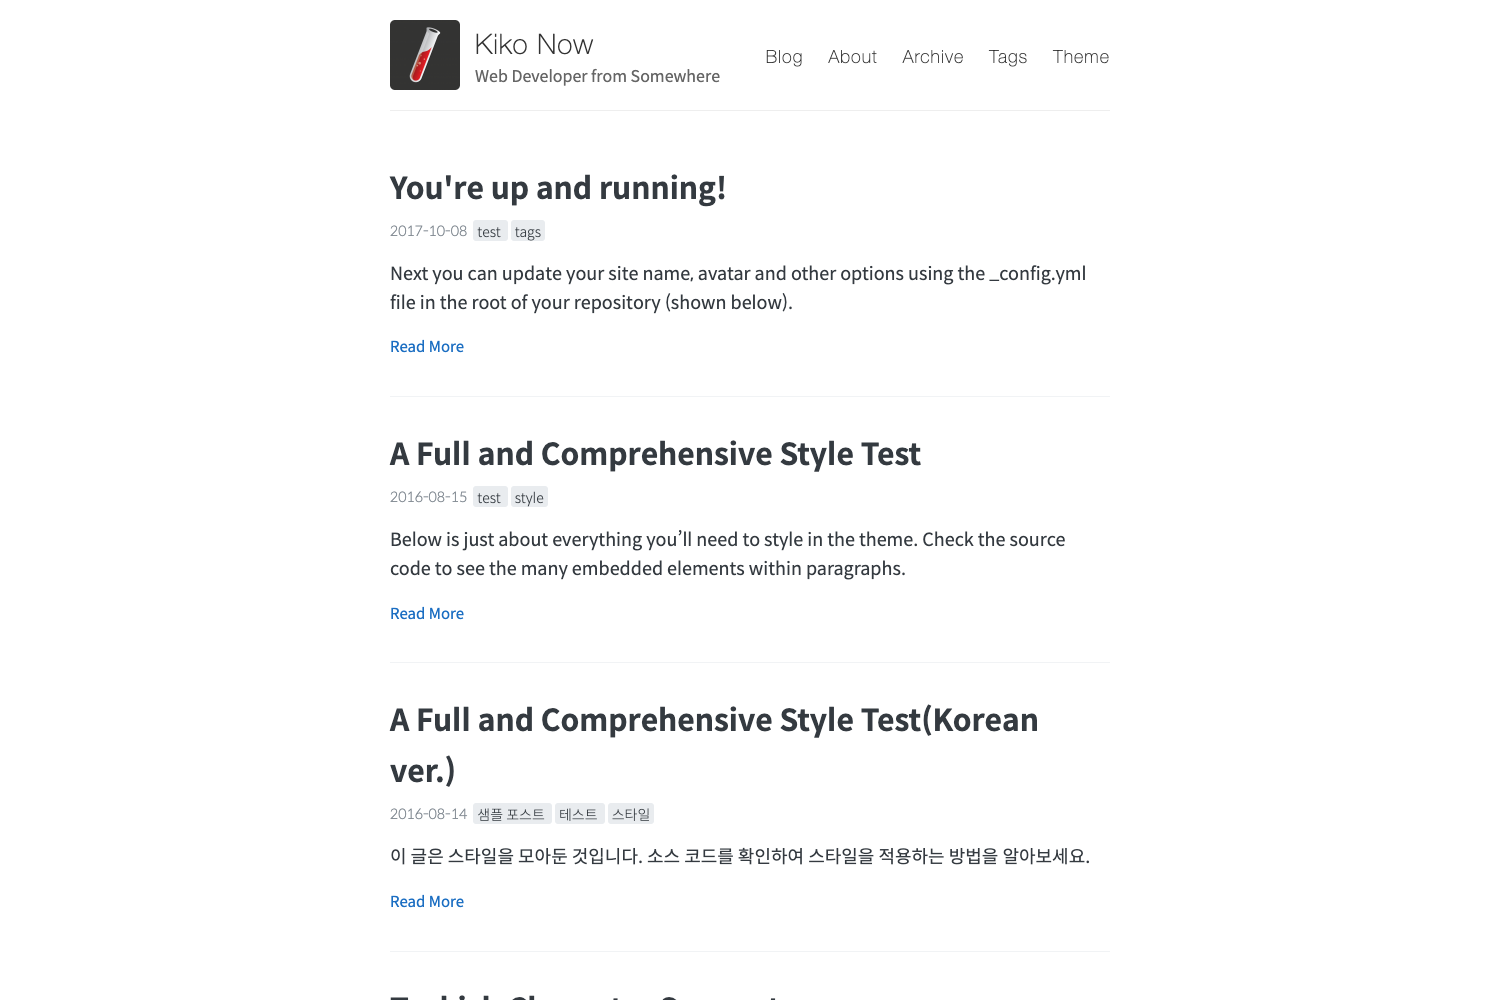 Kiko Now
Web Developer from Somewhere
Blog About Archive Tags Theme
You're up and running!
2017-10-08 test tags
Next you can update your site name, avatar and other options using the _config.yml
file in the root of your repository (shown below).
Read More
A Full and Comprehensive Style Test
2016-08-15 test style
Below is just about everything you’ll need to style in the theme. Check the source
code to see the many embedded elements within paragraphs.
Read More
A Full and Comprehensive Style Test(Korean
ver.)
2016-08-14 샘플 포스트 테스트 스타일
이 글은 스타일을 모아둔 것입니다. 소스 코드를 확인하여 스타일을 적용하는 방법을 알아보세요.
Read More